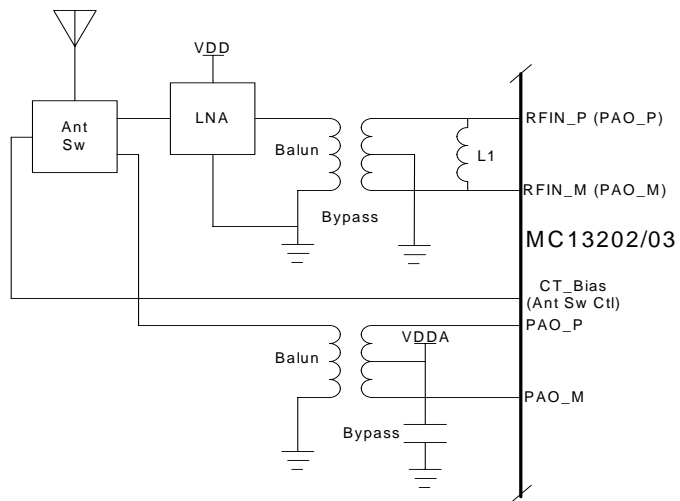 VDD
Ant
Sw
LNA
Balun
L1
RFIN_P (PAO_P)
RFIN_M (PAO_M)
Bypass
MC13202/03
CT_Bias
(Ant Sw Ctl)
PAO_P
VDDA
Balun
PAO_M
Bypass